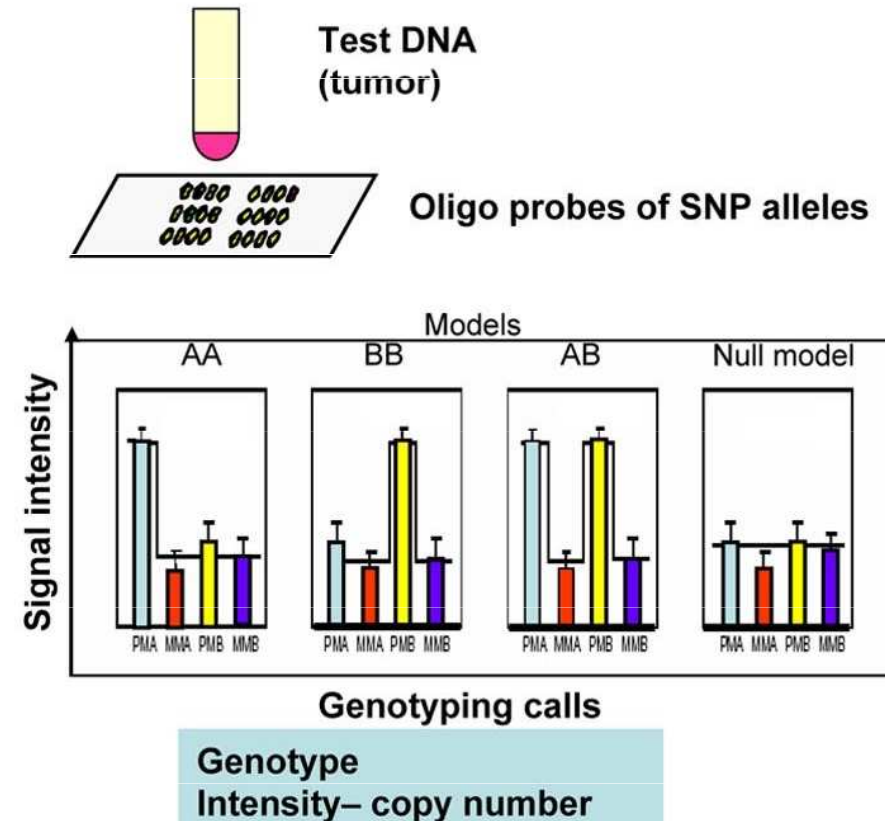 Test DNA
(tumor)
Oligo probes of SNP alleles
Models
AA BB AB Null model
Signal intensity
PMA MMA PMB MMB PMA MMA PMB MMB PMA MMA PMB MMB PMA MMA PMB MMB
Genotyping calls
Genotype
Intensity– copy number